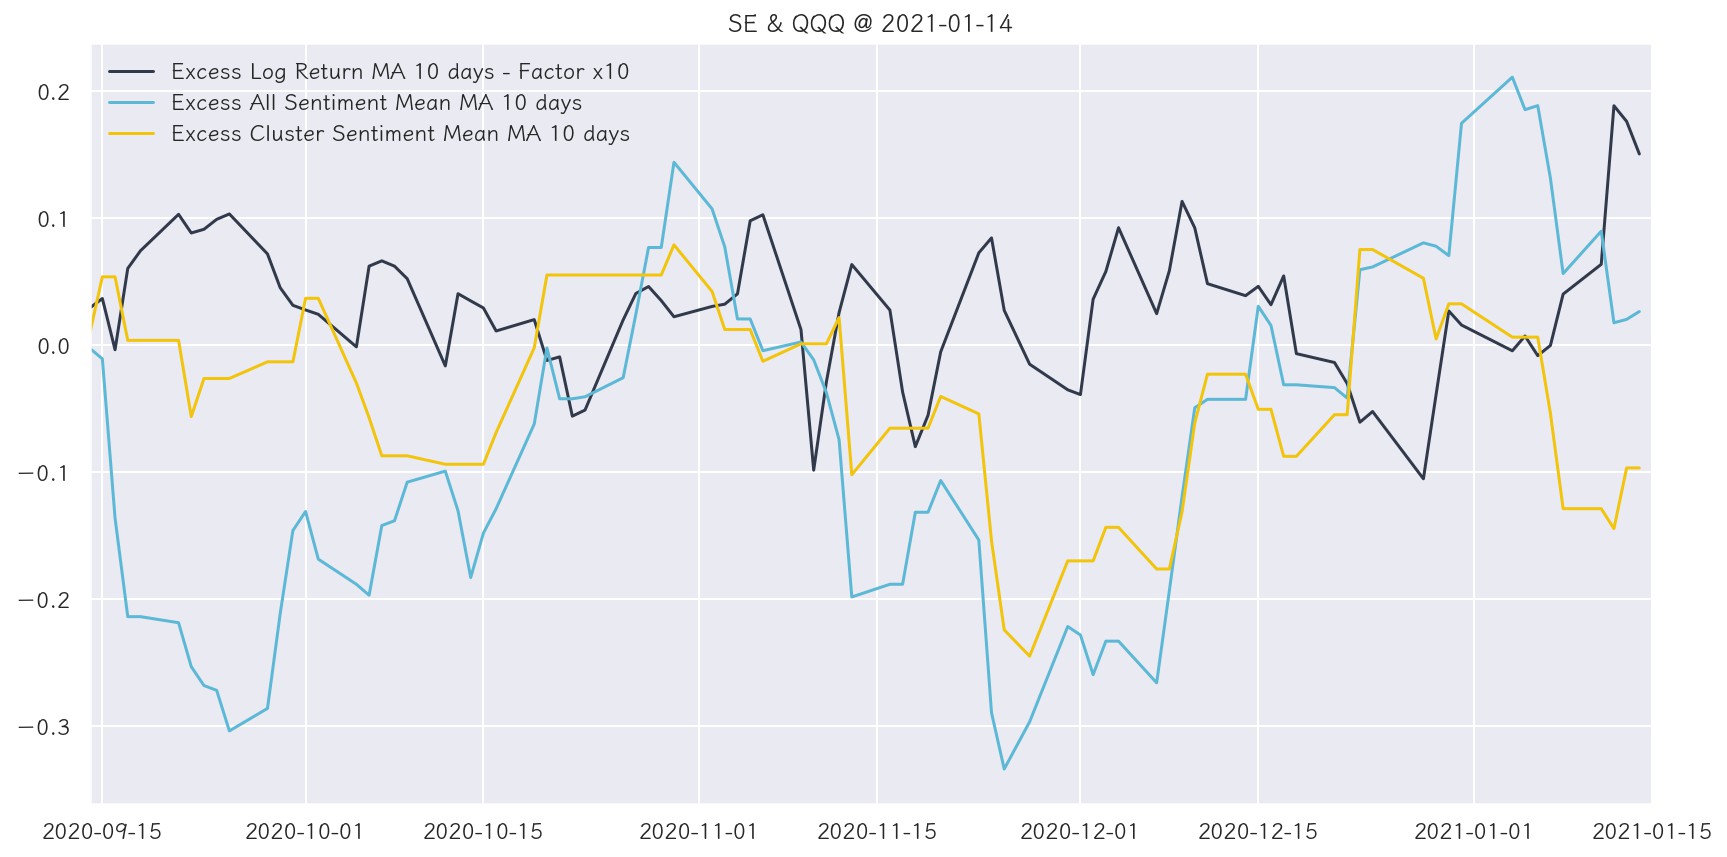 SE & QQQ @ 2021-01-14
Excess Log Return MA 10 days - Factor x10
Excess All Sentiment Mean MA 10 days
Excess Cluster Sentiment Mean MA 10 days
0.2
0.1
0.0
−0.1
−0.2
−0.3
2020-09-15 2020-10-01 2020-10-15 2020-11-01 2020-11-15 2020-12-01 2020-12-15 2021-01-01 2021-01-15